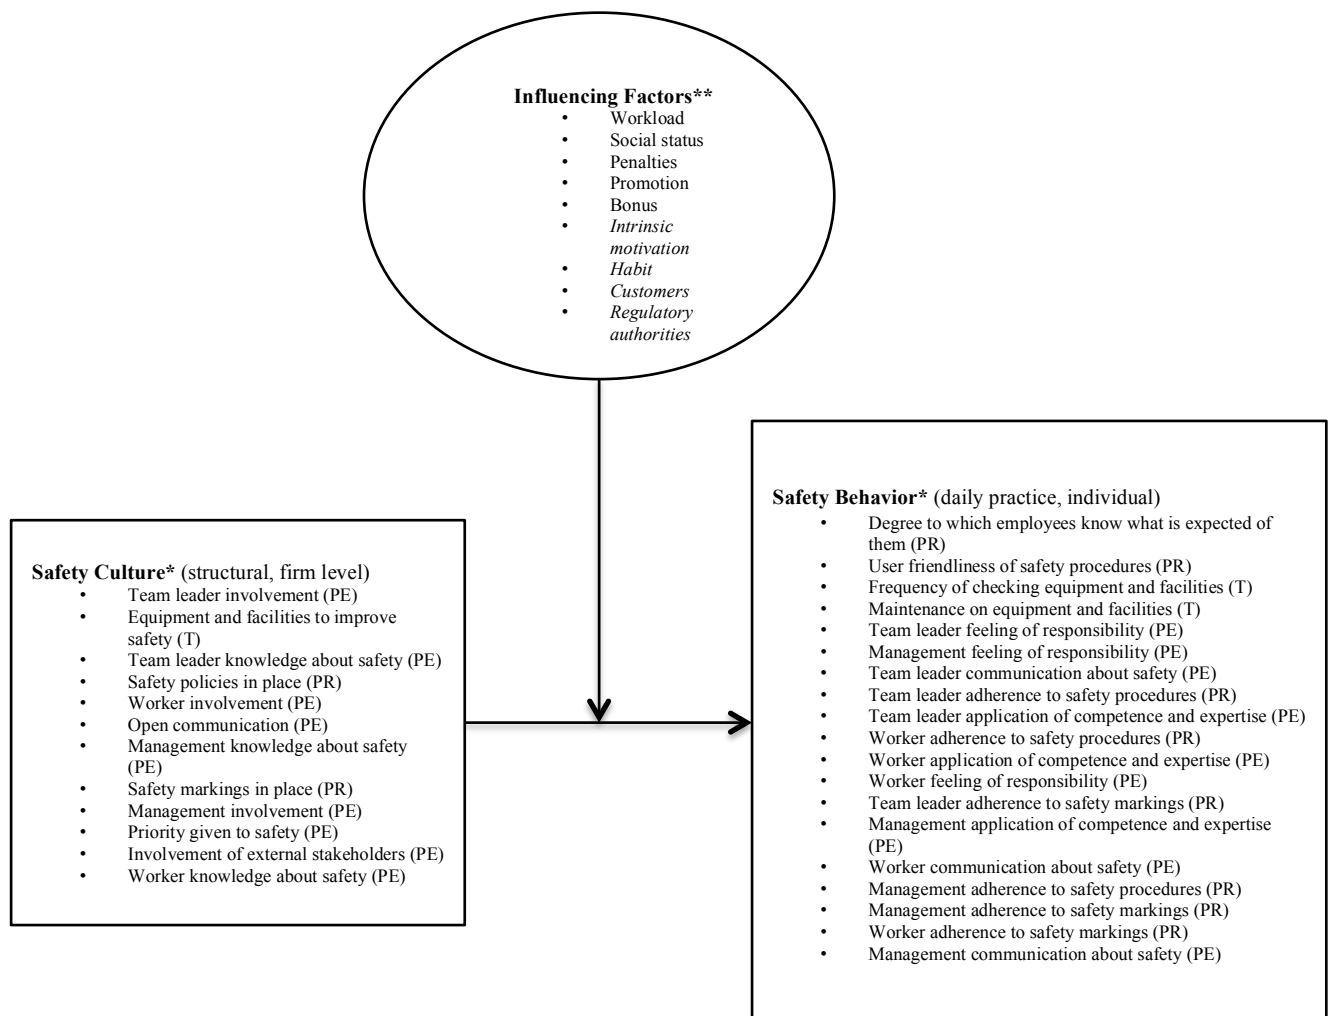 Influencing Factors**
• Workload
• Social status
• Penalties
• Promotion
• Bonus
• Intrinsic
motivation
• Habit
• Customers
• Regulatory
authorities
Safety Culture* (structural, firm level)
• Team leader involvement (PE)
• Equipment and facilities to improve
safety (T)
• Team leader knowledge about safety (PE)
• Safety policies in place (PR)
• Worker involvement (PE)
• Open communication (PE)
• Management knowledge about safety
(PE)
• Safety markings in place (PR)
• Management involvement (PE)
• Priority given to safety (PE)
• Involvement of external stakeholders (PE)
• Worker knowledge about safety (PE)
Safety Behavior* (daily practice, individual)
• Degree to which employees know what is expected of
them (PR)
• User friendliness of safety procedures (PR)
• Frequency of checking equipment and facilities (T)
• Maintenance on equipment and facilities (T)
• Team leader feeling of responsibility (PE)
• Management feeling of responsibility (PE)
• Team leader communication about safety (PE)
• Team leader adherence to safety procedures (PR)
• Team leader application of competence and expertise (PE)
• Worker adherence to safety procedures (PR)
• Worker application of competence and expertise (PE)
• Worker feeling of responsibility (PE)
• Team leader adherence to safety markings (PR)
• Management application of competence and expertise
(PE)
• Worker communication about safety (PE)
• Management adherence to safety procedures (PR)
• Management adherence to safety markings (PR)
• Worker adherence to safety markings (PR)
• Management communication about safety (PE)